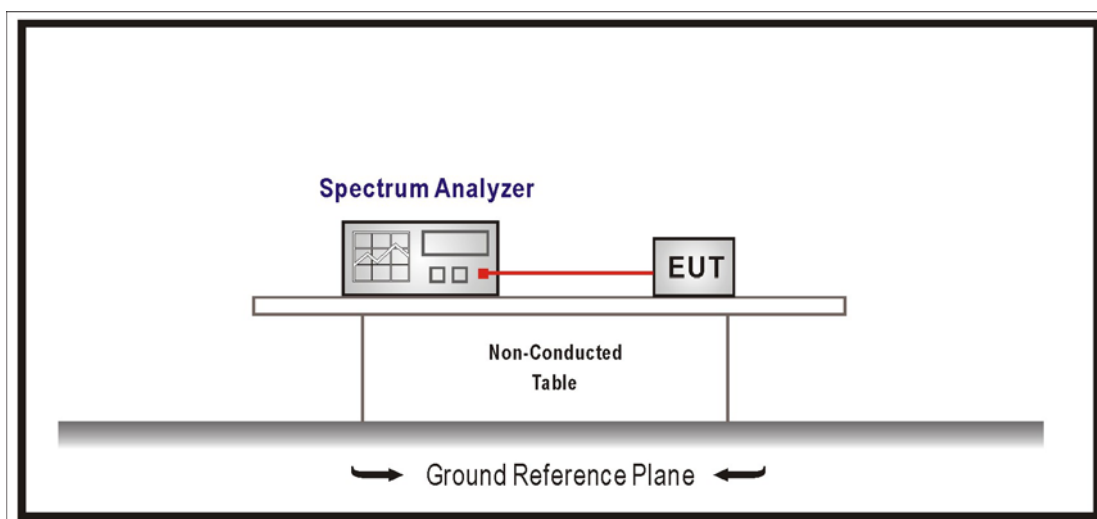 Spectrum Analyzer
EUT
Non-Conducted
Table
Ground Reference Plane